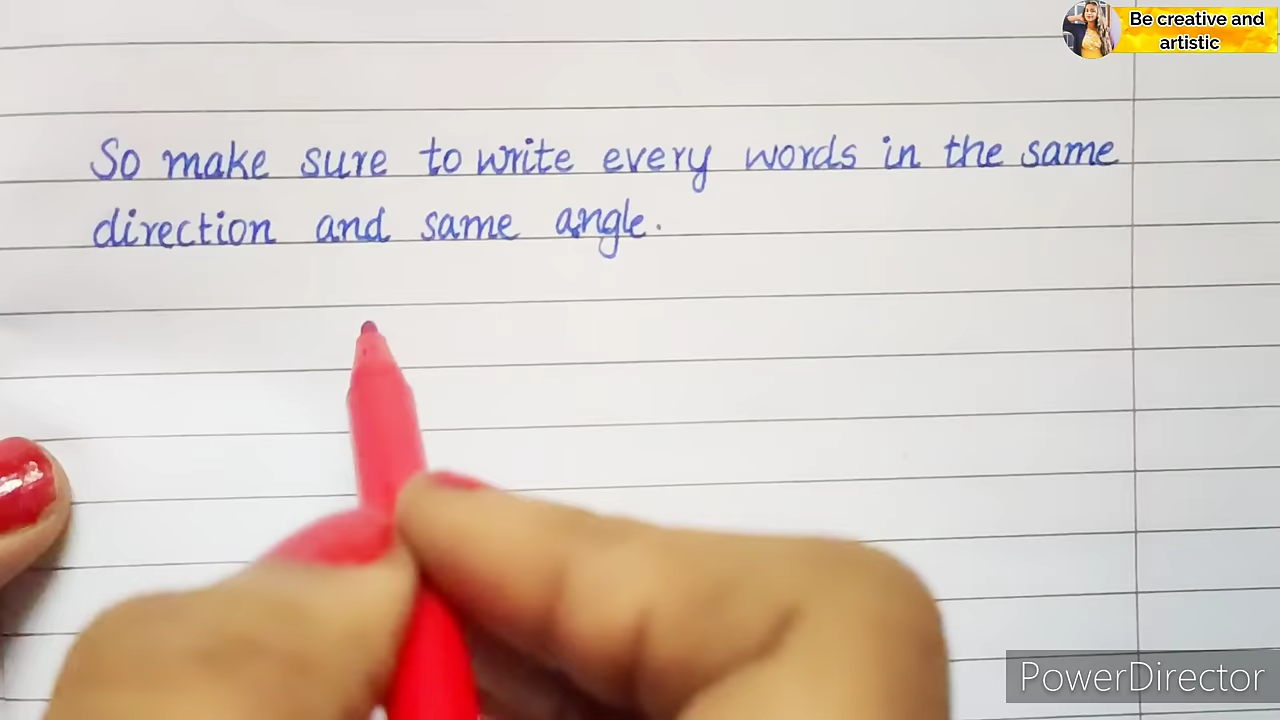 Be creative and
artistic
So make sure to write every words in the same
direction and same angle.
PowerDirector